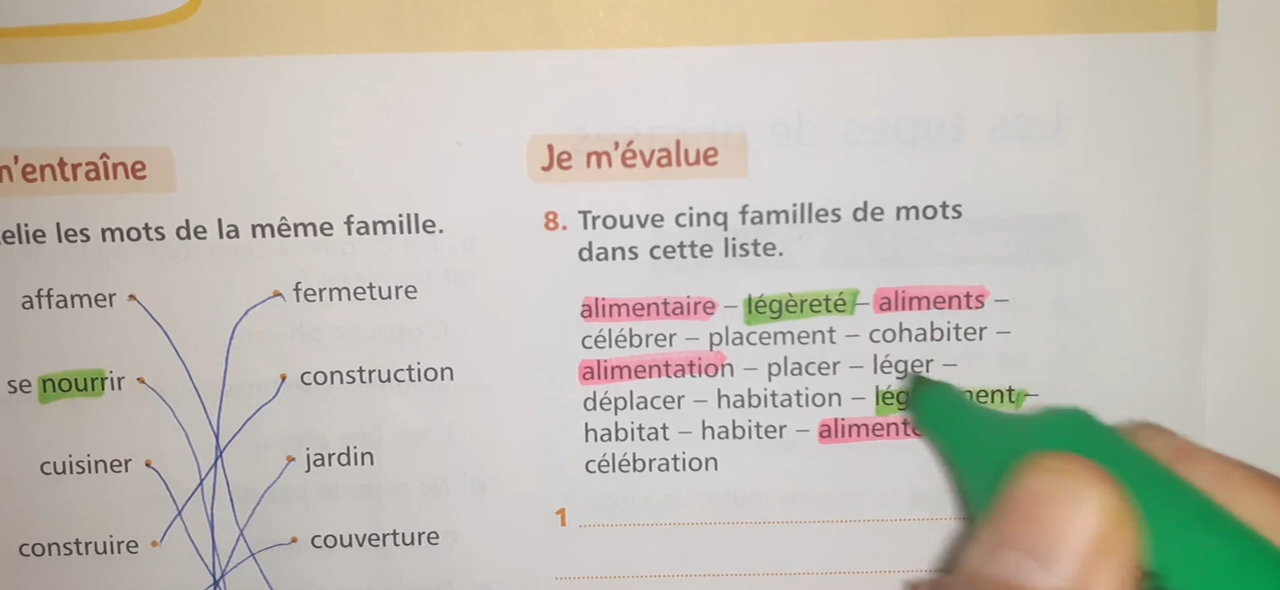 n'entraîne
elie les mots de la même famille.
affamer
fermeture
se nourrir
construction
cuisiner
jardin
construire
couverture
Je m'évalue
8. Trouve cinq familles de mots
dans cette liste.
alimentaire – légèreté – aliments –
célébrer – placement – cohabiter –
alimentation – placer – léger –
déplacer – habitation –
habitat – habiter –
célébration
1